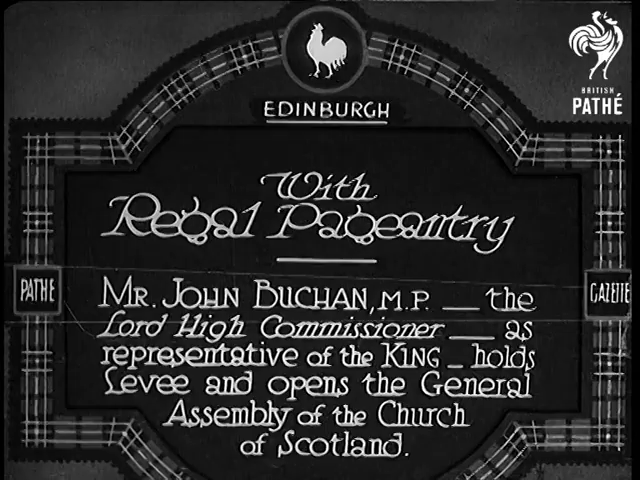 BRITISH
PATHÉ
EDINBURGH
With
Regal Pageantry
PATHE
GAZETTE
MR. JOHN BUCHAN, M.P. — the
Lord High Commissioner — as
representative of the KING – holds
Levee and opens the General
Assembly of the Church
of Scotland.